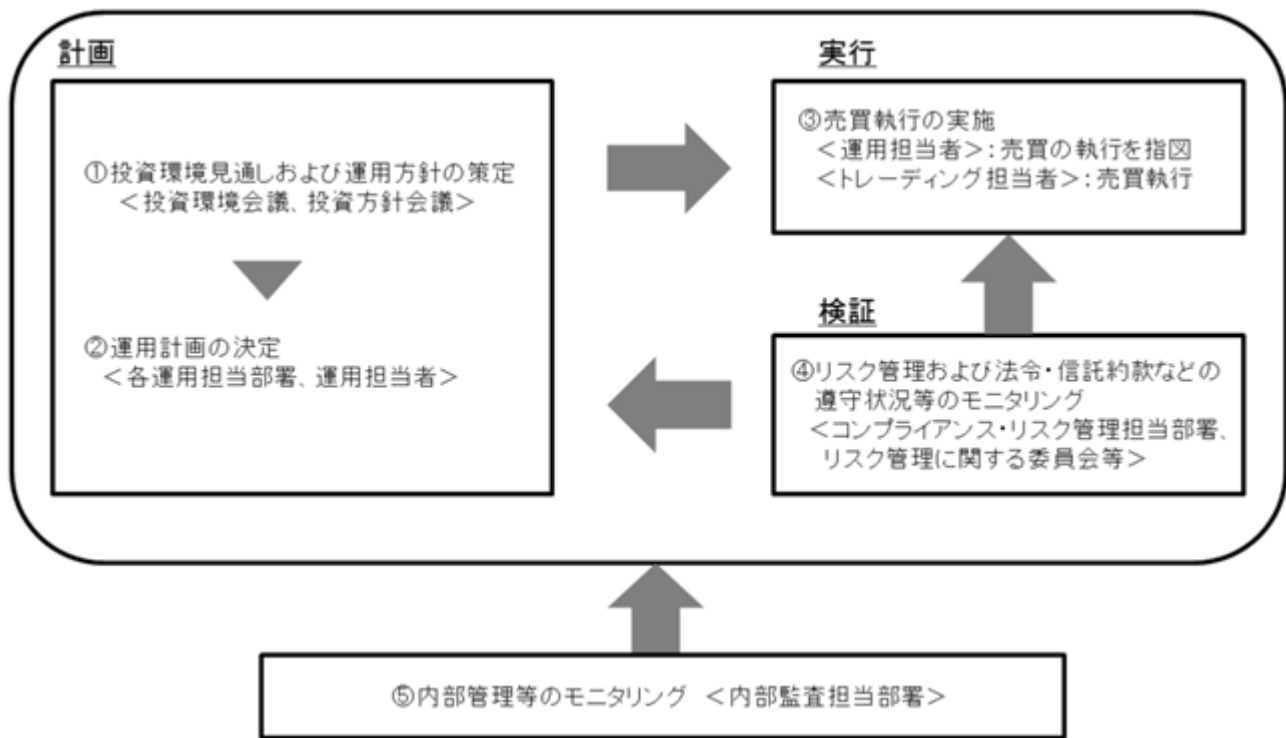 計画
①投資環境見通しおよび運用方針の策定
＜投資環境会議、投資方針会議＞
②運用計画の決定
＜各運用担当部署、運用担当者＞
実行
③売買執行の実施
＜運用担当者＞：売買の執行を指図
＜トレーディング担当者＞：売買執行
検証
④リスク管理および法令・信託約款などの
遵守状況等のモニタリング
＜コンプライアンス・リスク管理担当部署、
リスク管理に関する委員会等＞
⑤内部管理等のモニタリング　＜内部監査担当部署＞